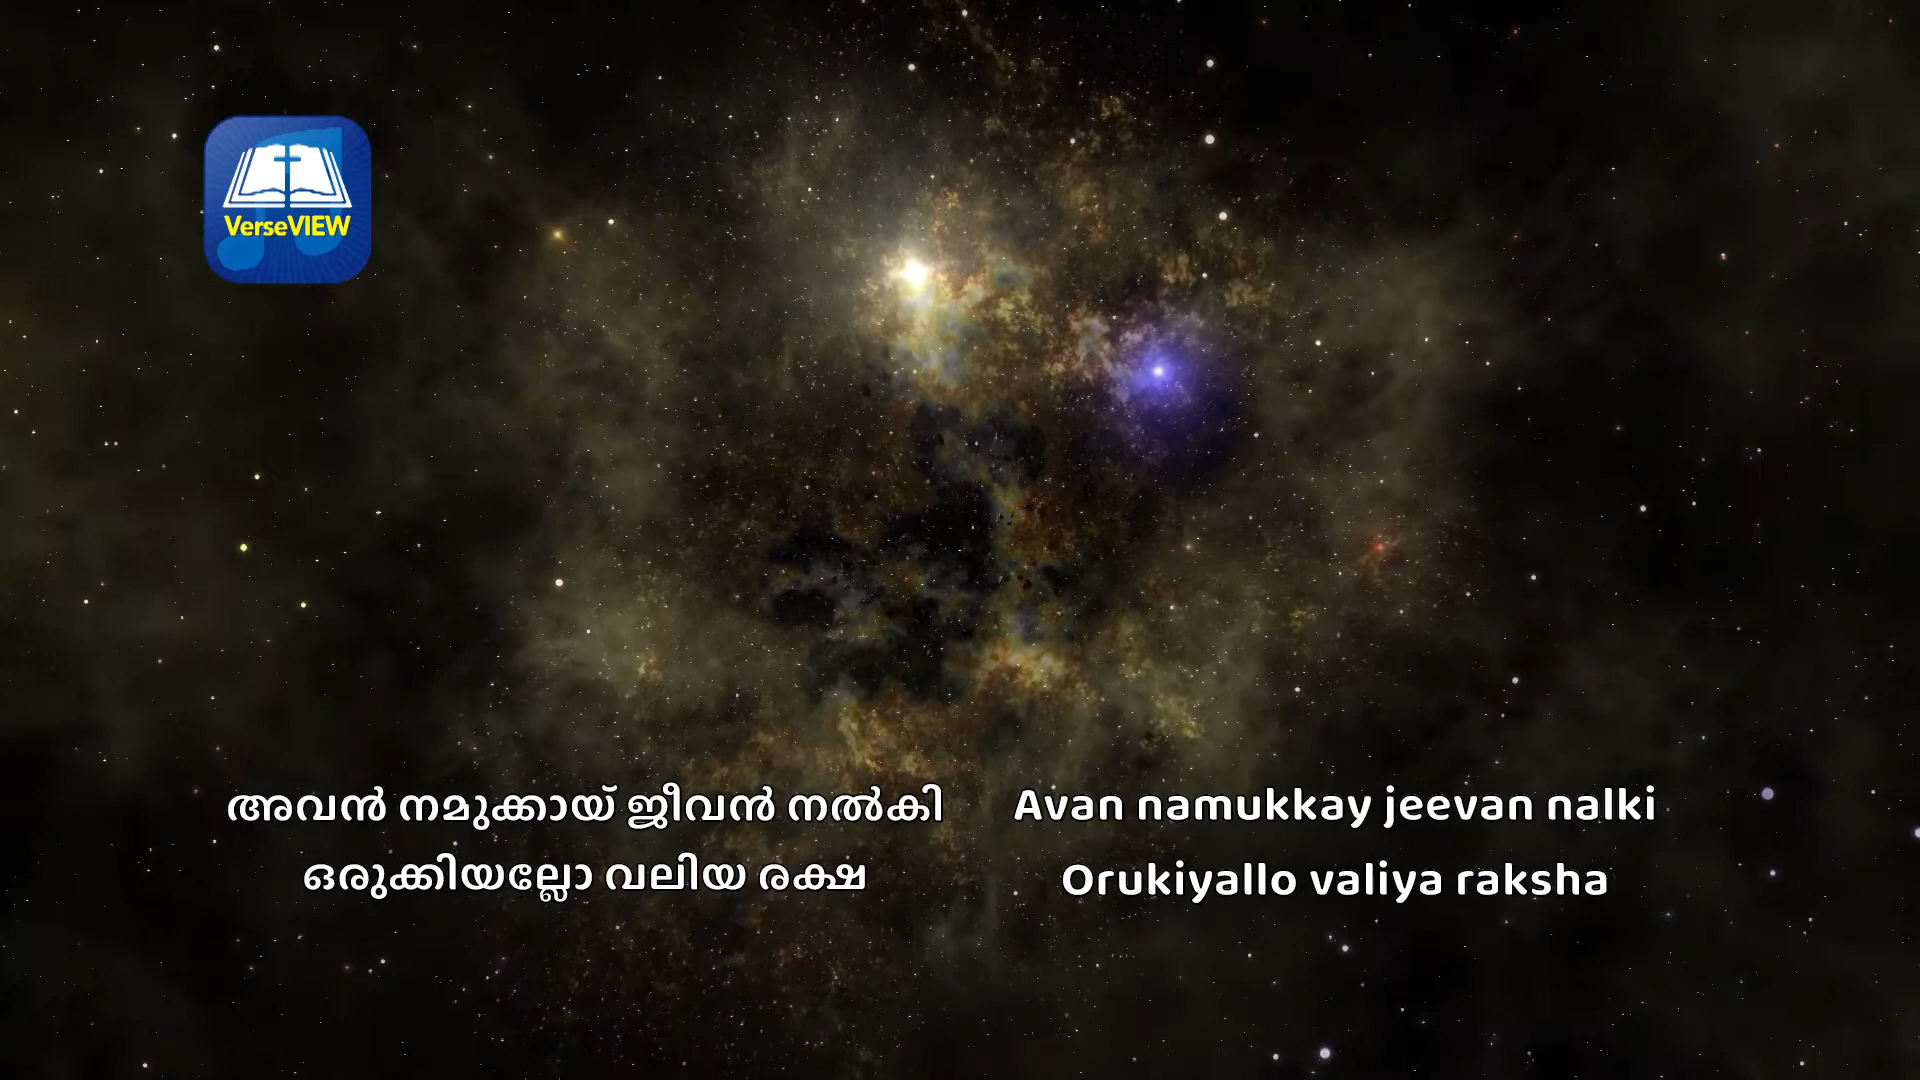 VerseVIEW
അവൻ നമുക്കായ് ജീവൻ നൽകി
ഒരുക്കിയല്ലോ വലിയ രക്ഷ
Avan namukkay jeevan nalki
Orukiyallo valiya raksha